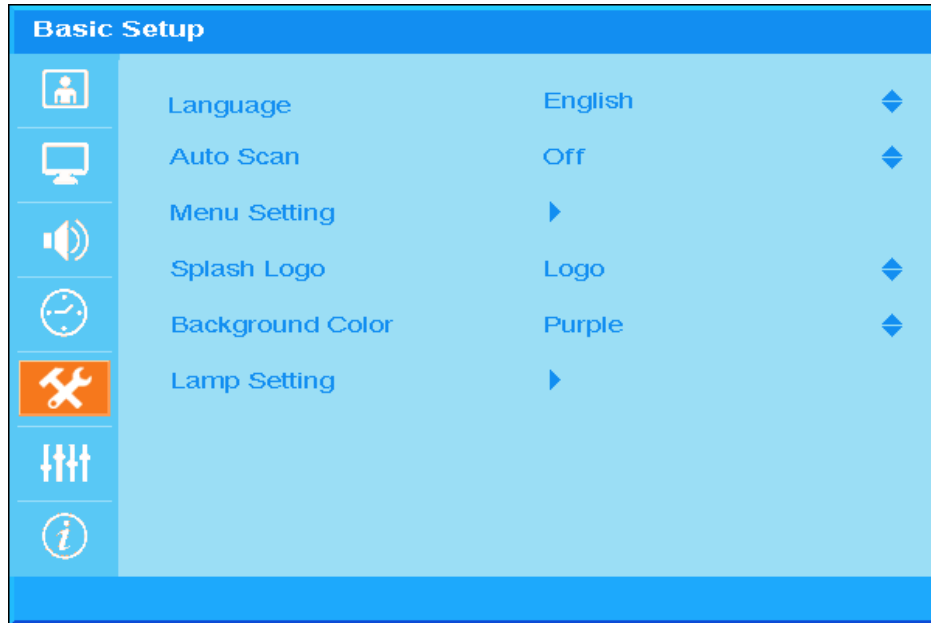 Basic Setup
Language English
Auto Scan Off
Menu Setting
Splash Logo Logo
Background Color Purple
Lamp Setting